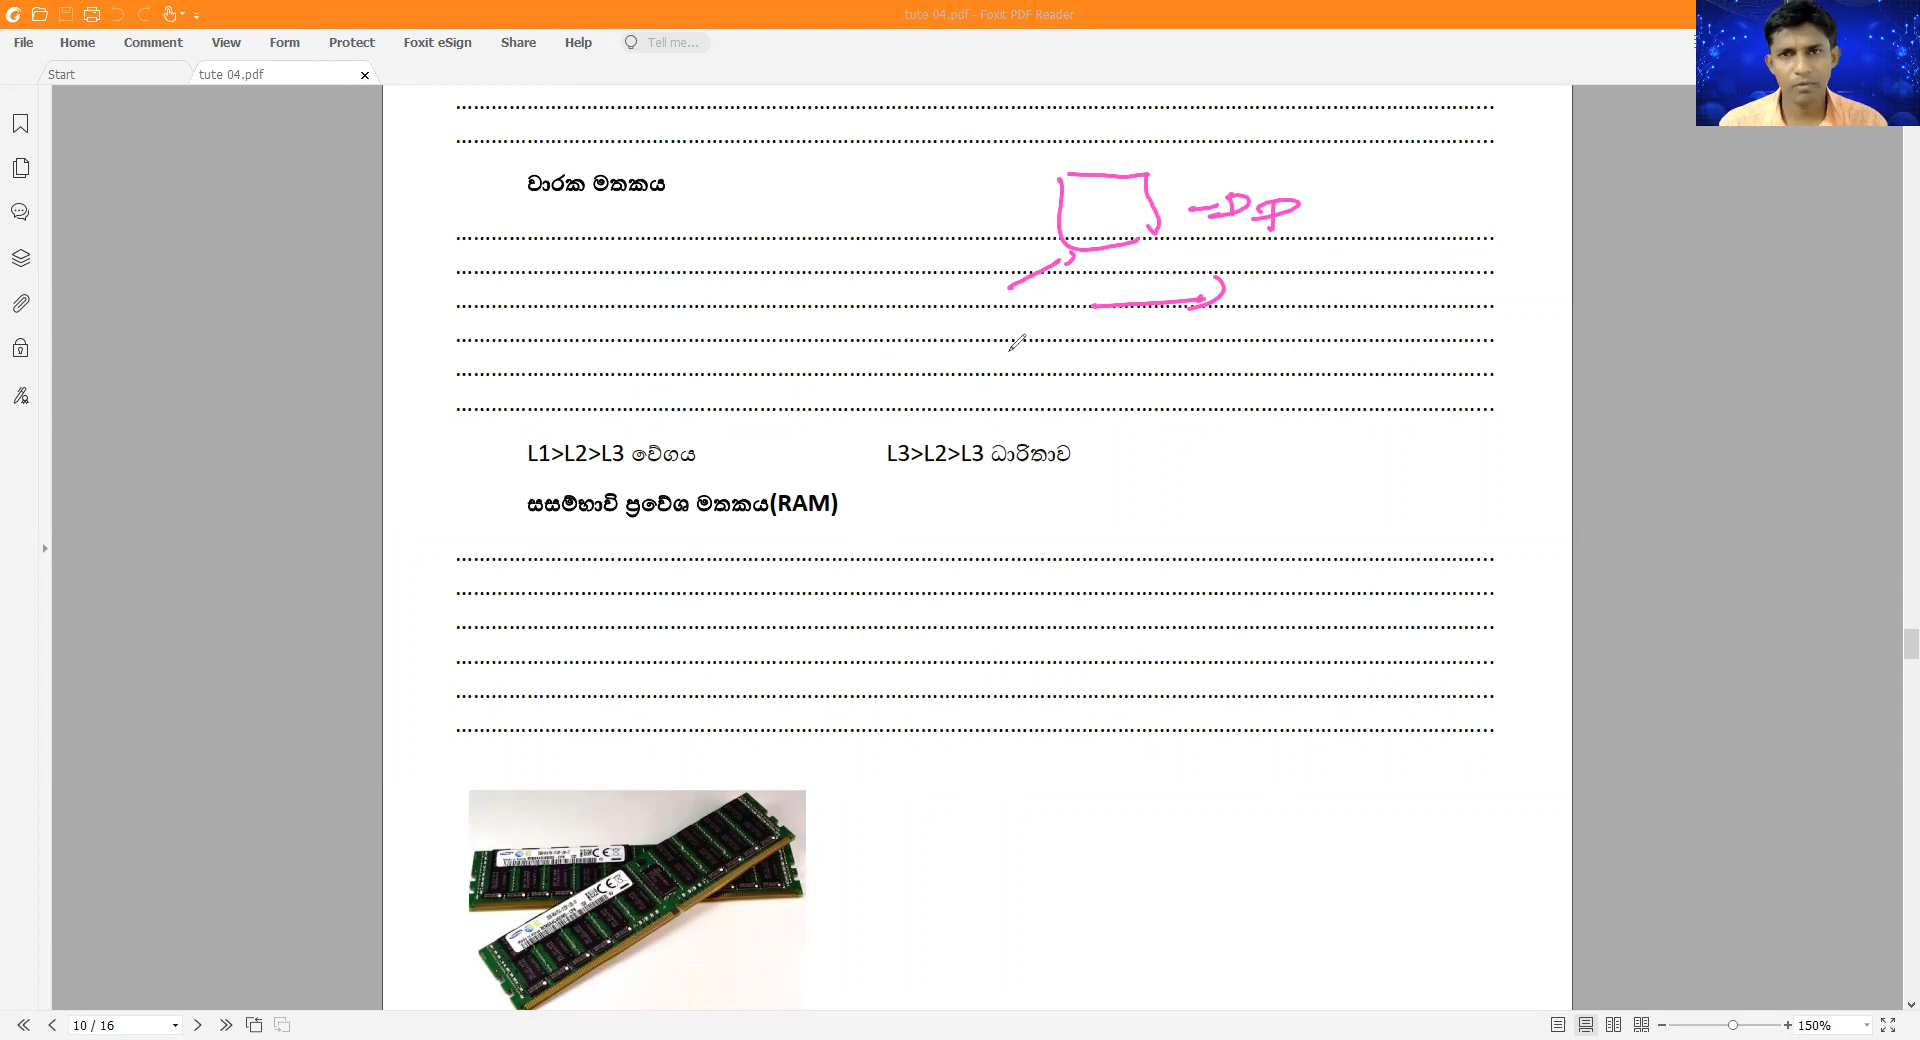 tute 04.pdf - Foxit PDF Reader
File Home Comment View Form Protect Foxit eSign Share Help Tell me...
Start tute 04.pdf
වාරක මතකය
L1>L2>L3 වේගය L3>L2>L3 ධාරිතාව
සසම්භාවි ප්‍රවේශ මතකය(RAM)
10 / 16 150%